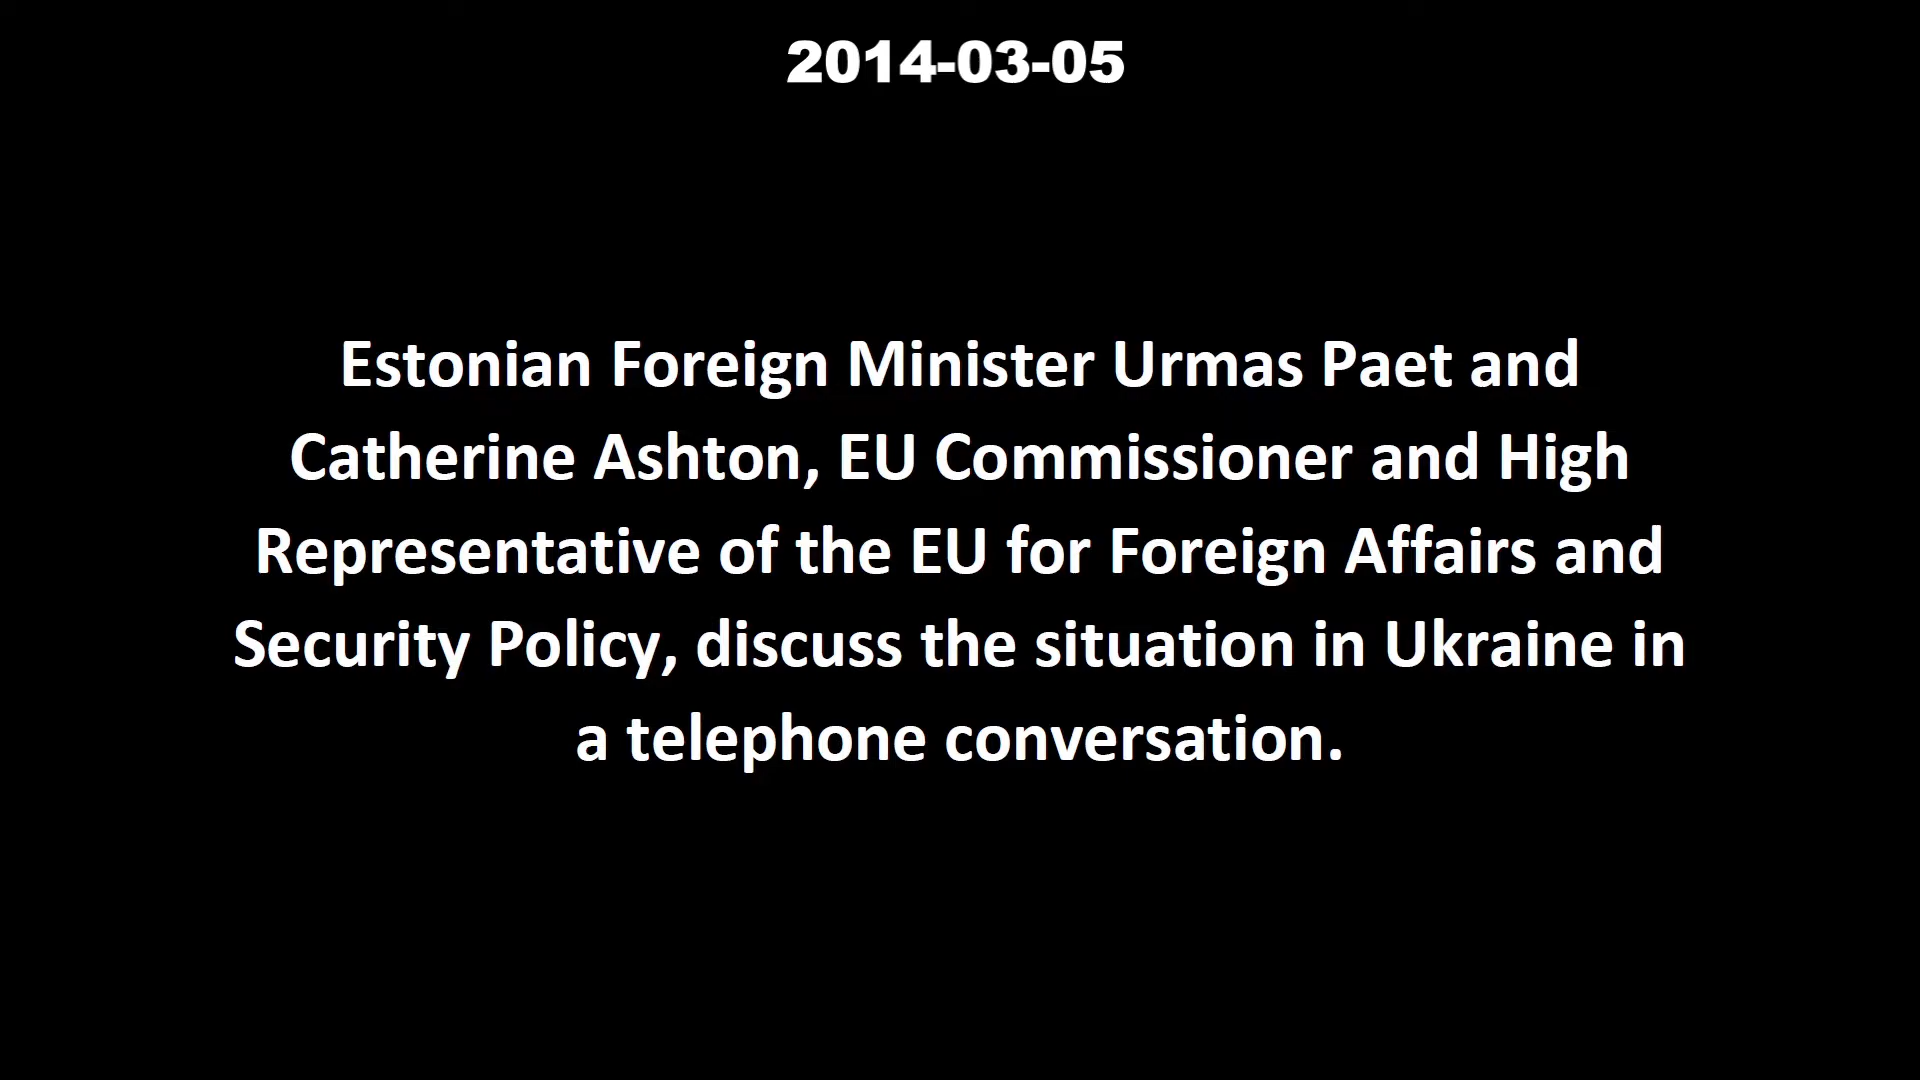 2014-03-05
Estonian Foreign Minister Urmas Paet and
Catherine Ashton, EU Commissioner and High
Representative of the EU for Foreign Affairs and
Security Policy, discuss the situation in Ukraine in
a telephone conversation.